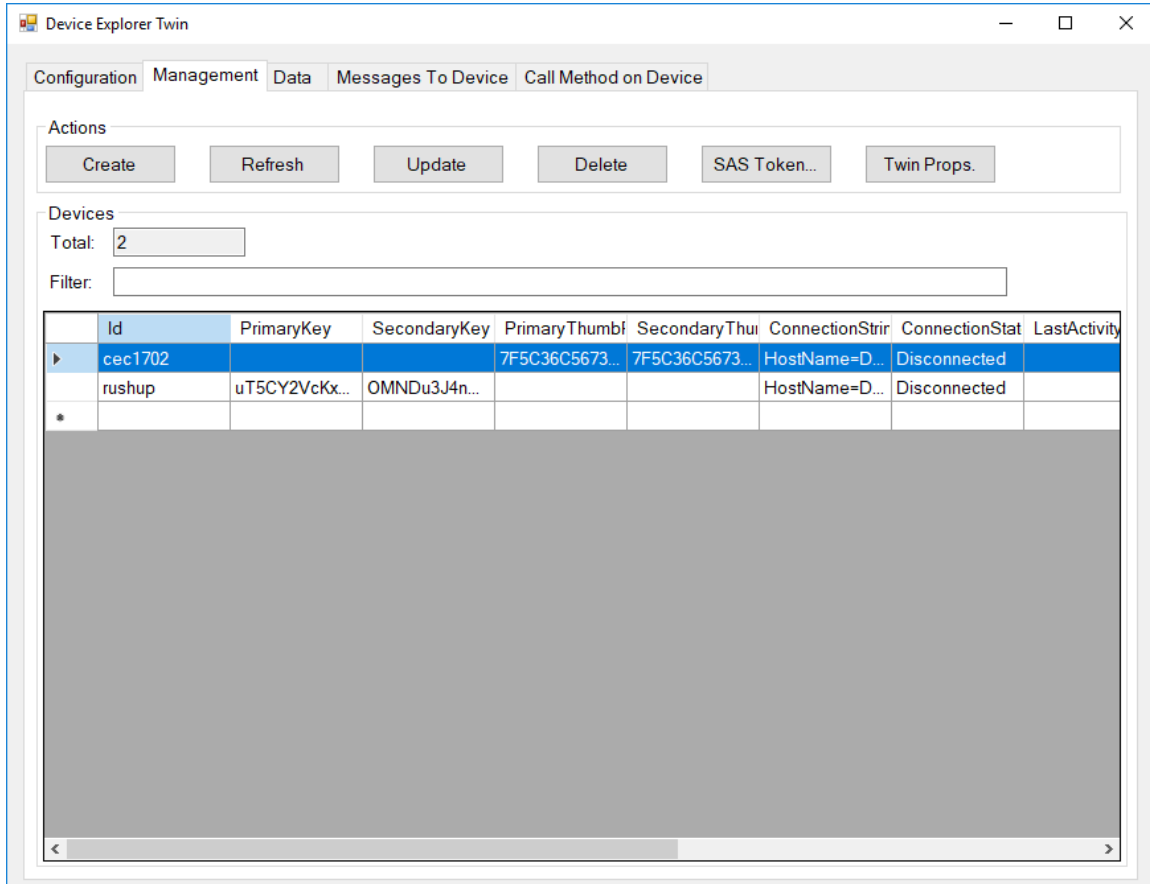 Device Explorer Twin
Configuration Management Data Messages To Device Call Method on Device
Actions
Create Refresh Update Delete SAS Token... Twin Props.
Devices
Total: 2
Filter:
Id PrimaryKey SecondaryKey PrimaryThumb SecondaryThu ConnectionStrin ConnectionStat LastActivity
cec1702 7F5C36C5673... 7F5C36C5673... HostName=D... Disconnected
rushup uT5CY2VcKx... OMNDu3J4n... HostName=D... Disconnected